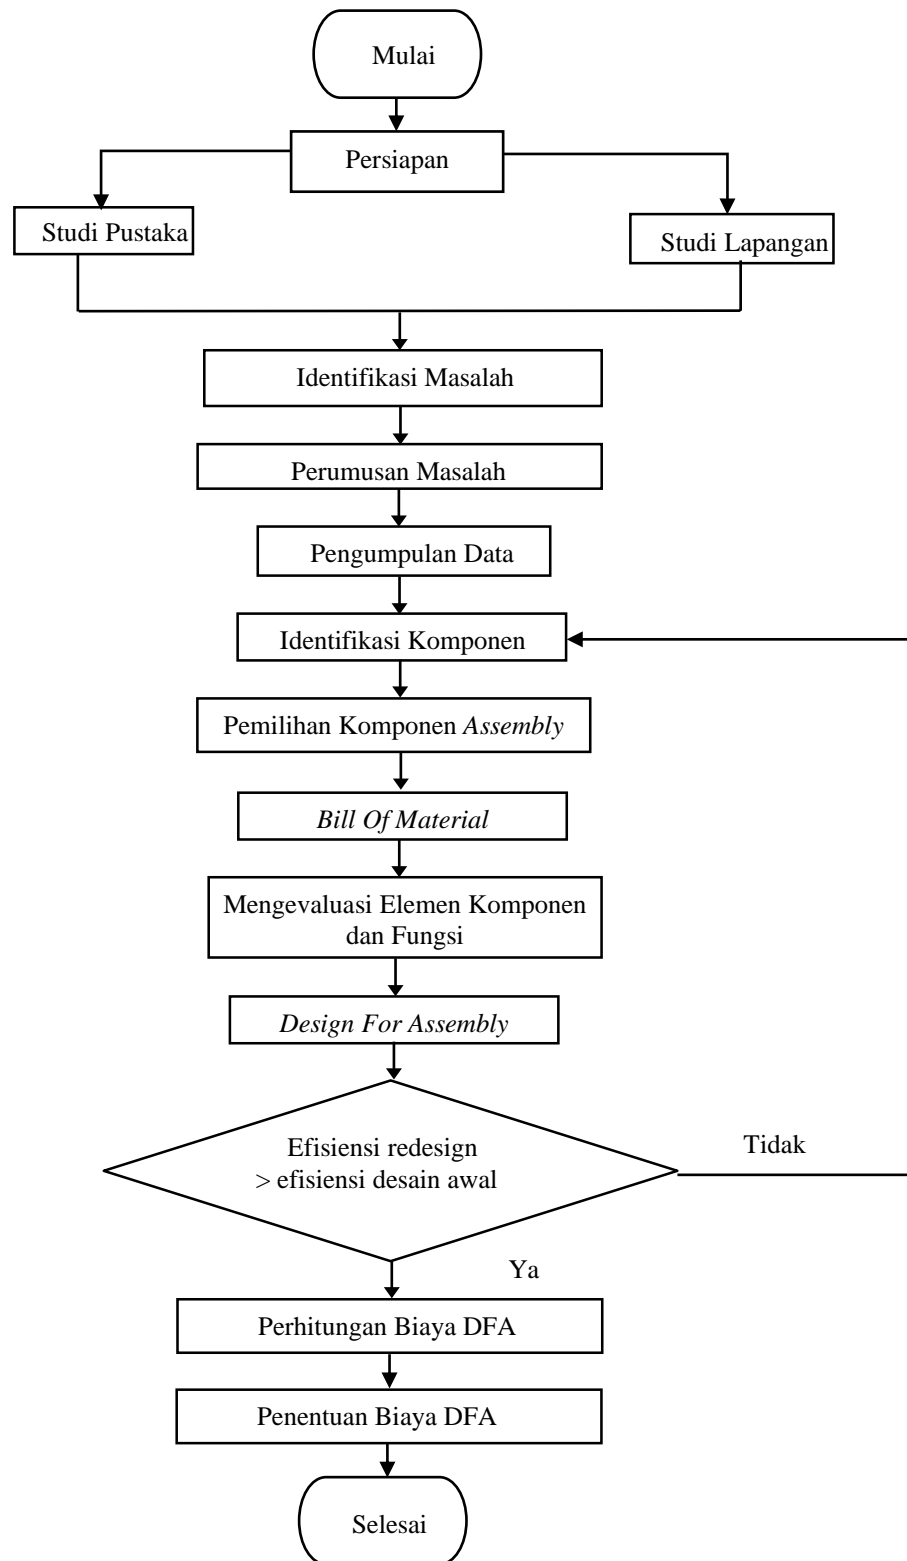 Mulai
Persiapan
Studi Pustaka
Studi Lapangan
Identifikasi Masalah
Perumusan Masalah
Pengumpulan Data
Identifikasi Komponen
Pemilihan Komponen Assembly
Bill Of Material
Mengevaluasi Elemen Komponen
dan Fungsi
Design For Assembly
Efisiensi redesign
> efisiensi desain awal
Tidak
Ya
Perhitungan Biaya DFA
Penentuan Biaya DFA
Selesai